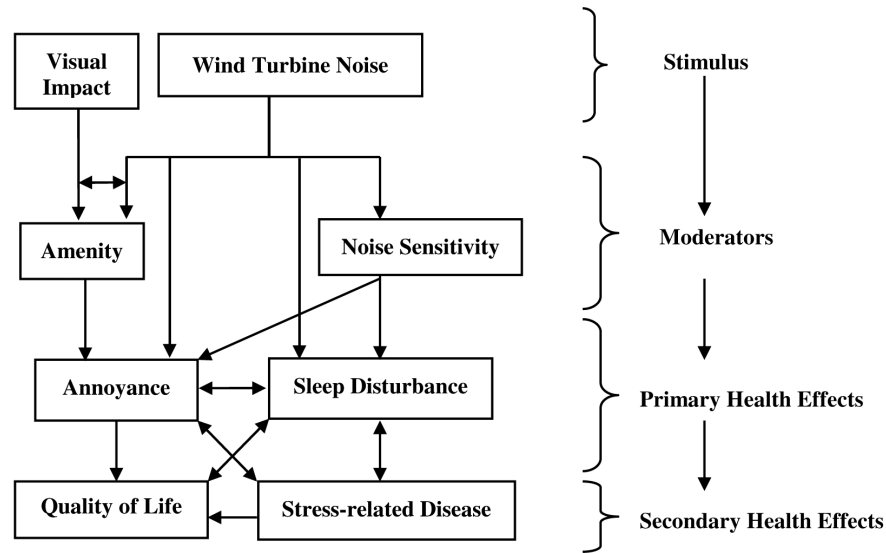 Visual
Impact
Wind Turbine Noise
Stimulus
Amenity
Noise Sensitivity
Moderators
Annoyance
Sleep Disturbance
Primary Health Effects
Quality of Life
Stress-related Disease
Secondary Health Effects